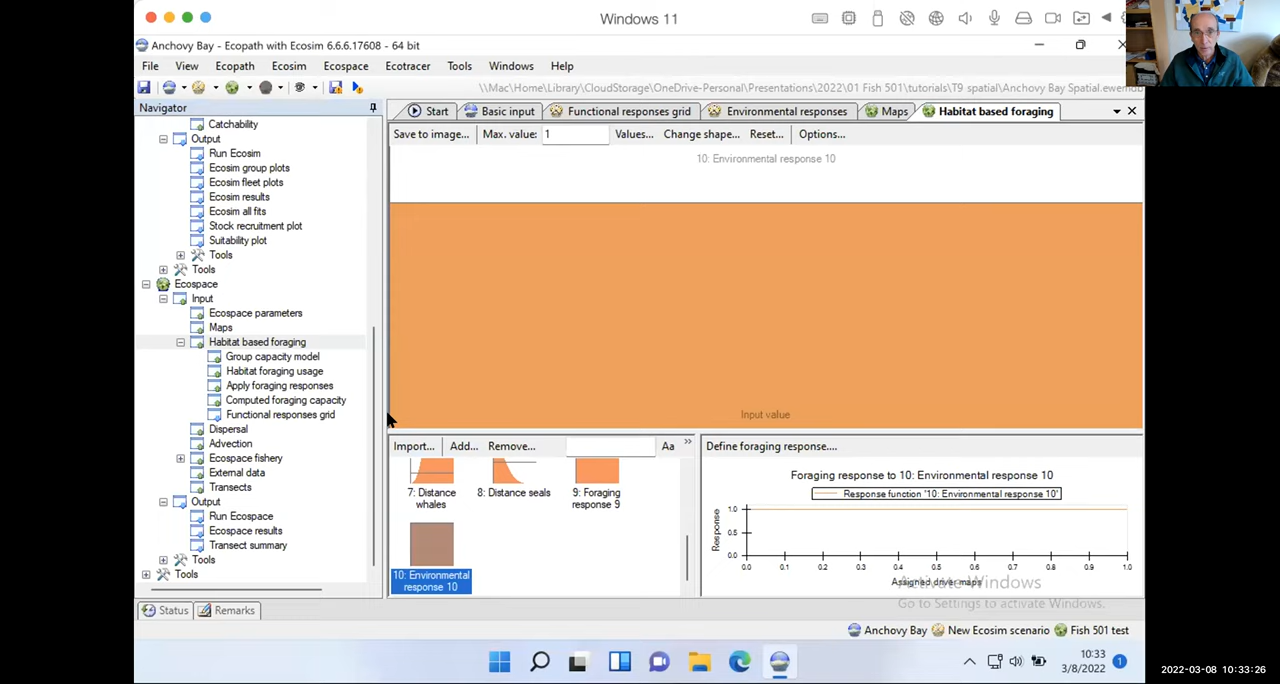 Windows 11
Anchovy Bay - Ecopath with Ecosim 6.6.6.17608 - 64 bit
File View Ecopath Ecosim Ecospace Ecotracer Tools Windows Help
\\Mac\Home\Library\CloudStorage\OneDrive-Personal\Presentations\2022\01 Fish 501\tutorials\T9 spatial\Anchovy Bay Spatial.ewemdb
Navigator
Start Basic input Functional responses grid Environmental responses Maps Habitat based foraging
Save to image... Max. value: 1 Values... Change shape... Reset... Options...
Catchability
Output
Run Ecosim
Ecosim group plots
Ecosim fleet plots
Ecosim results
Ecosim all fits
Stock recruitment plot
Suitability plot
Tools
Tools
Ecospace
Input
Ecospace parameters
Maps
Habitat based foraging
Group capacity model
Habitat foraging usage
Apply foraging responses
Computed foraging capacity
Functional responses grid
Dispersal
Advection
Ecospace fishery
External data
Transects
Output
Run Ecospace
Ecospace results
Transect summary
Tools
Tools
Status Remarks
10: Environmental response 10
Input value
Import... Add... Remove... Aa »
7: Distance
whales
8: Distance seals
9: Foraging
response 9
10: Environmental
response 10
Define foraging response....
Foraging response to 10: Environmental response 10
Response function '10: Environmental response 10'
Response
1.0
0.5
0.0
0.0 0.1 0.2 0.3 0.4 0.5 0.6 0.7 0.8 0.9 1.0
Assigned driver maps
Activate Windows
Go to Settings to activate Windows.
Anchovy Bay New Ecosim scenario Fish 501 test
10:33
3/8/2022
1
2022-03-08 10:33:26